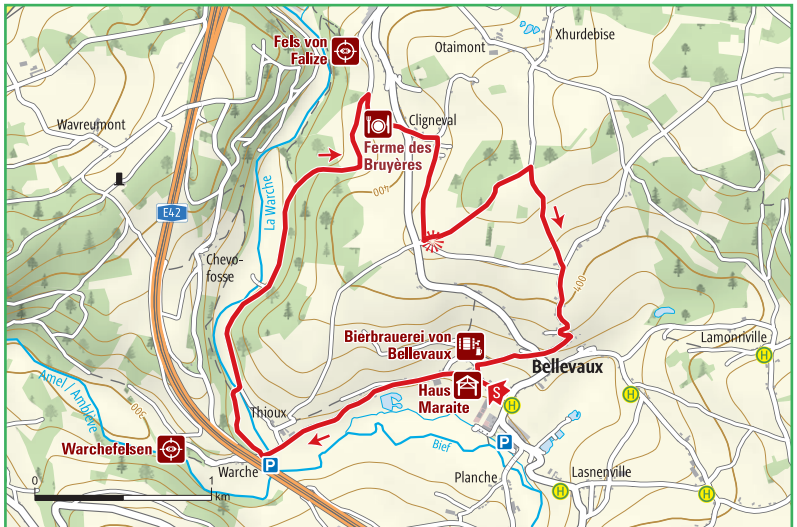 Xhurdebise
Otaimont
Fels von
Falize
Cligneval
Wavreumont
Ferme des
Bruyères
400
La Warche
E42
Chevo-
fosse
400
Bierbrauerei von
Bellevaux
Lamonriville
H
Bellevaux
Haus
Maraite
S
H
H
Amel / Amblève
300
Thioux
Warchefelsen
Bief
P
P
Warche
Planche
Lasnenville
H
H
0
1
km